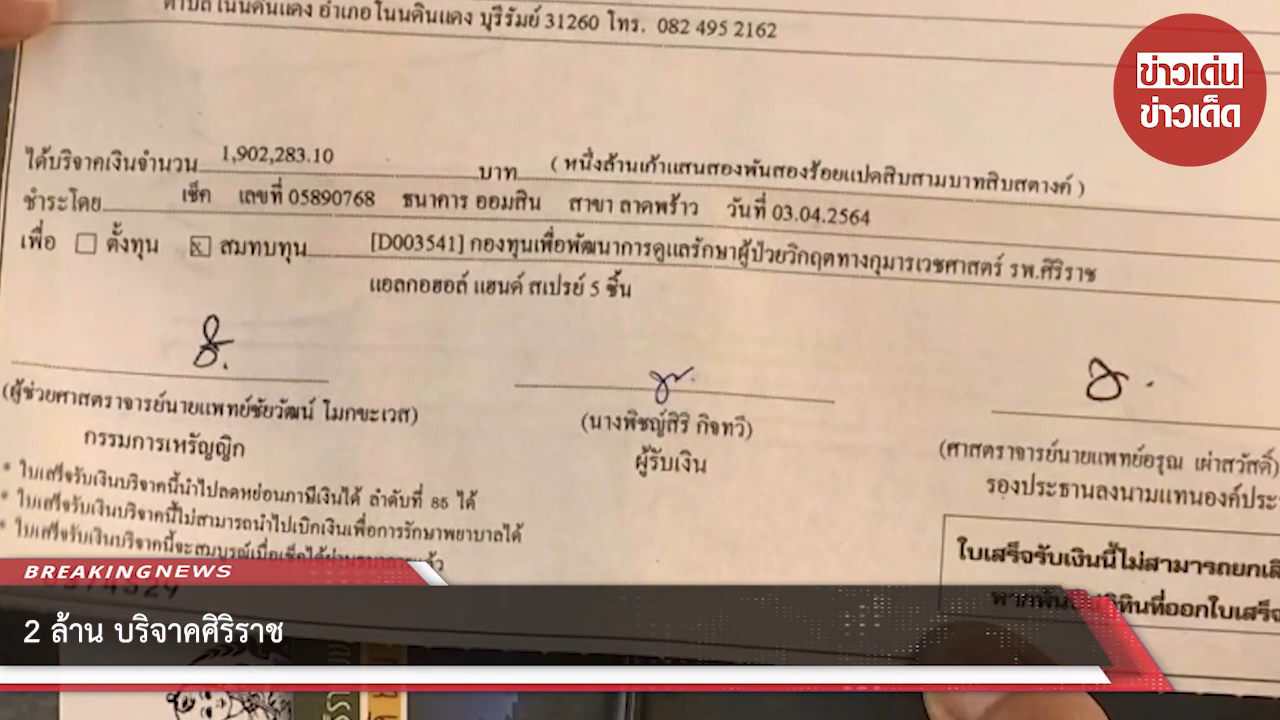 ตำบลโนนดินแดง อำเภอโนนดินแดง บุรีรัมย์ 31260 โทร. 082 495 2162
ข่าวเด่น
ข่าวเด็ด
ได้บริจาคเงินจำนวน 1,902,283.10 บาท ( หนึ่งล้านเก้าแสนสองพันสองร้อยแปดสิบสามบาทสิบสตางค์ )
ชำระโดย เช็ค เลขที่ 05890768 ธนาคาร ออมสิน สาขา ลาดพร้าว วันที่ 03.04.2564
เพื่อ ตั้งทุน x สมทบทุน [D003541] กองทุนเพื่อพัฒนาการดูแลรักษาผู้ป่วยวิกฤตทางกุมารเวชศาสตร์ รพ.ศิริราช
แอลกอฮอล์ แฮนด์ สเปรย์ 5 ชิ้น
(ผู้ช่วยศาสตราจารย์นายแพทย์ชัยวัฒน์ โมกขะเวส)
กรรมการเหรัญญิก
(นางพิชญ์สิริ กิจทวี)
ผู้รับเงิน
(ศาสตราจารย์นายแพทย์อรุณ เผ่าสวัสดิ์)
รองประธานลงนามแทนองค์ประ
* ใบเสร็จรับเงินบริจาคนี้นำไปลดหย่อนภาษีเงินได้ ลำดับที่ 85 ได้
* ใบเสร็จรับเงินบริจาคนี้ไม่สามารถนำไปเบิกเงินเพื่อการรักษาพยาบาลได้
* ใบเสร็จรับเงินบริจาคนี้จะสมบูรณ์เมื่อเช็คได้ผ่านธนาคารแล้ว
ใบเสร็จรับเงินนี้ไม่สามารถยกเลิ
ที่ออกใบเสร็จ
BREAKING NEWS
2 ล้าน บริจาคศิริราช